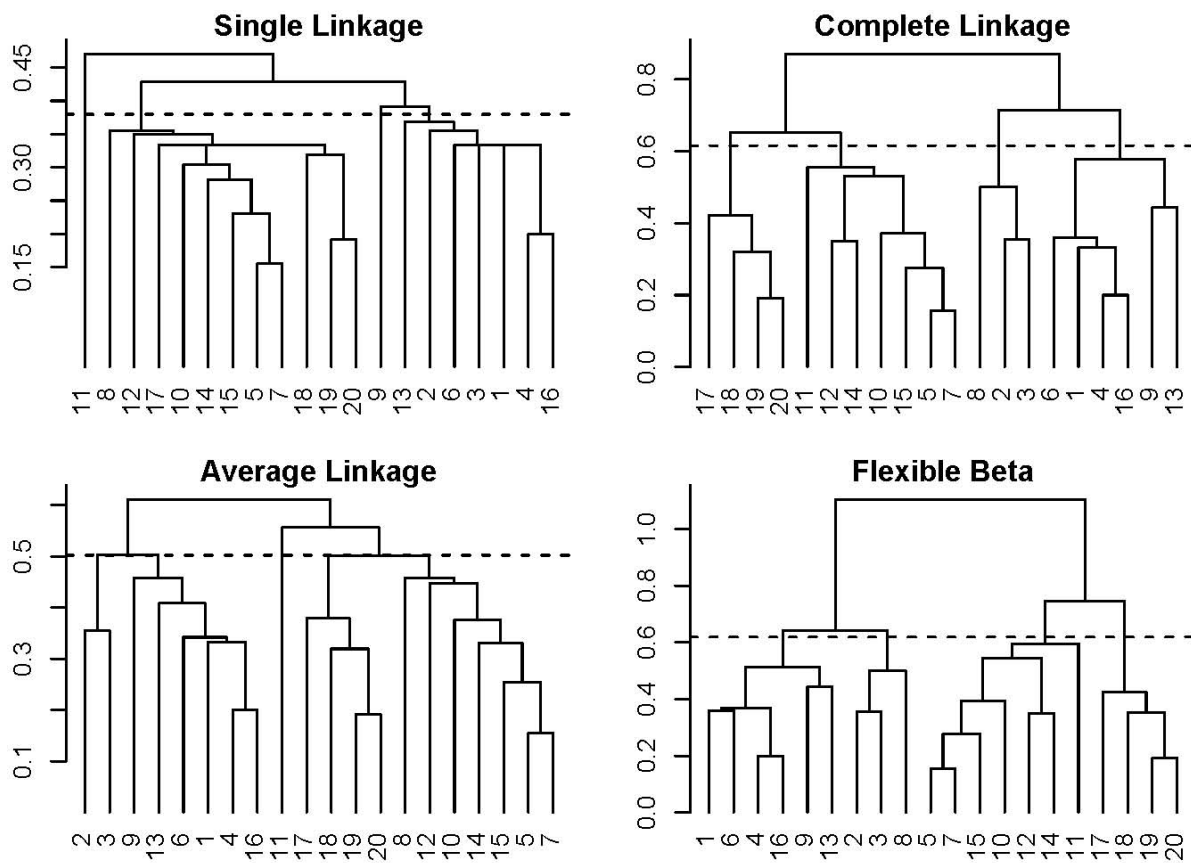 Single Linkage
0.45
0.30
0.15
11 8 12 17 10 14 15 5 7 18 19 20 9 13 2 6 3 1 4 16
Complete Linkage
0.8
0.6
0.4
0.2
0.0
17 18 19 20 11 12 14 10 15 5 7 8 2 3 6 1 4 16 9 13
Average Linkage
0.5
0.3
0.1
2 3 9 13 6 1 4 16 11 17 18 19 20 8 12 10 14 15 5 7
Flexible Beta
1.0
0.8
0.6
0.4
0.2
0.0
1 6 4 16 9 13 2 3 8 5 7 15 10 12 14 11 17 18 19 20